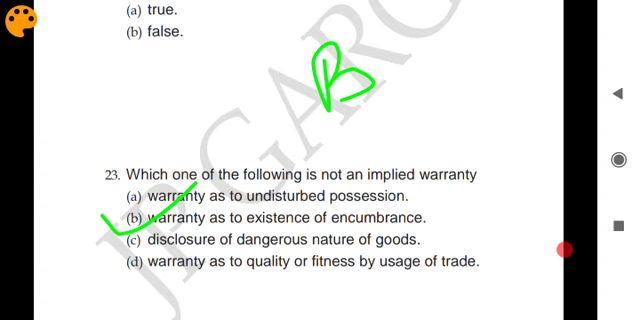 (a) true.
(b) false.
B
23. Which one of the following is not an implied warranty
(a) warranty as to undisturbed possession.
(b) warranty as to existence of encumbrance.
(c) disclosure of dangerous nature of goods.
(d) warranty as to quality or fitness by usage of trade.
JP GARG